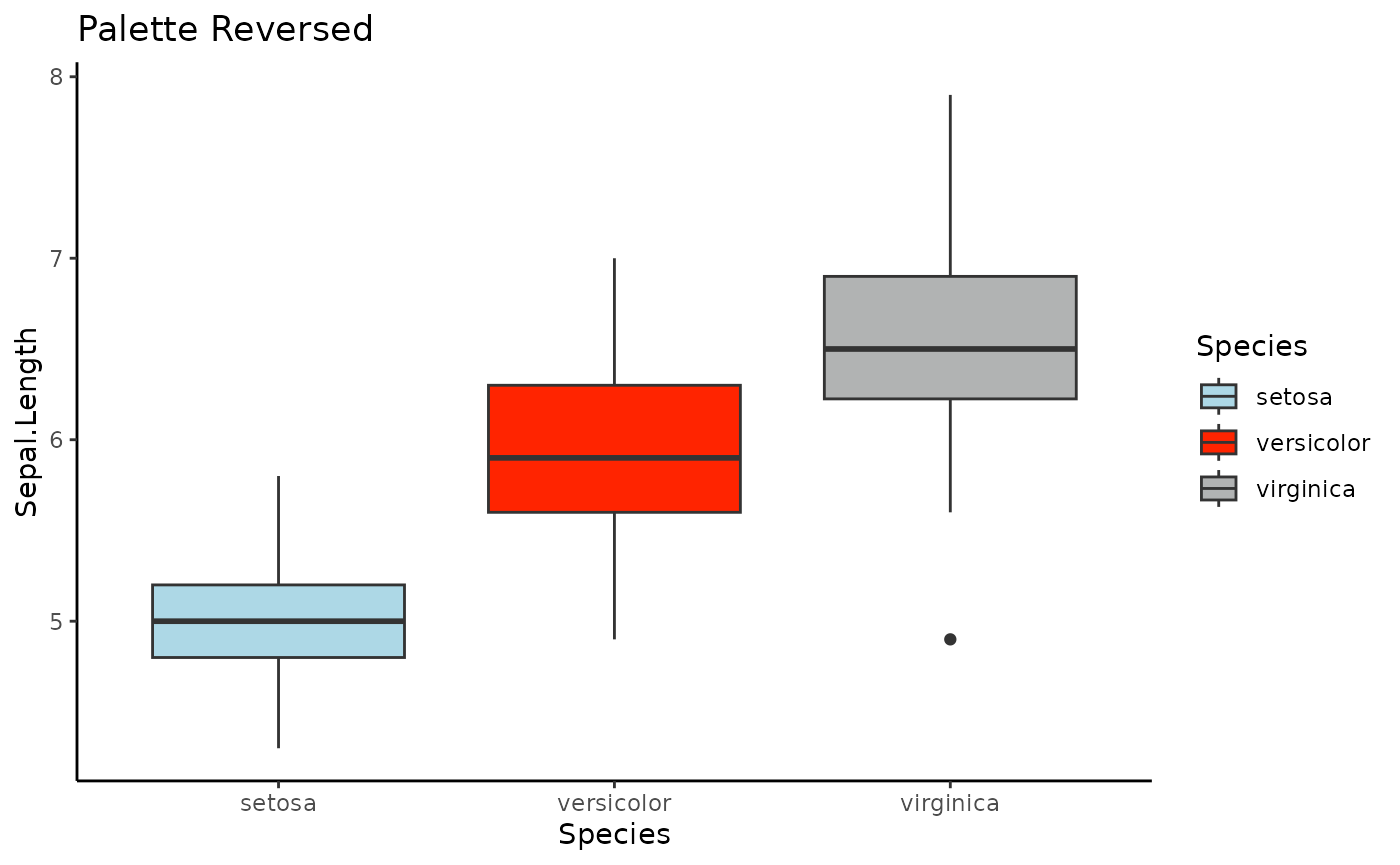 Palette Reversed
8
7
6
5
Sepal.Length
setosa
versicolor
virginica
Species
Species
setosa
versicolor
virginica